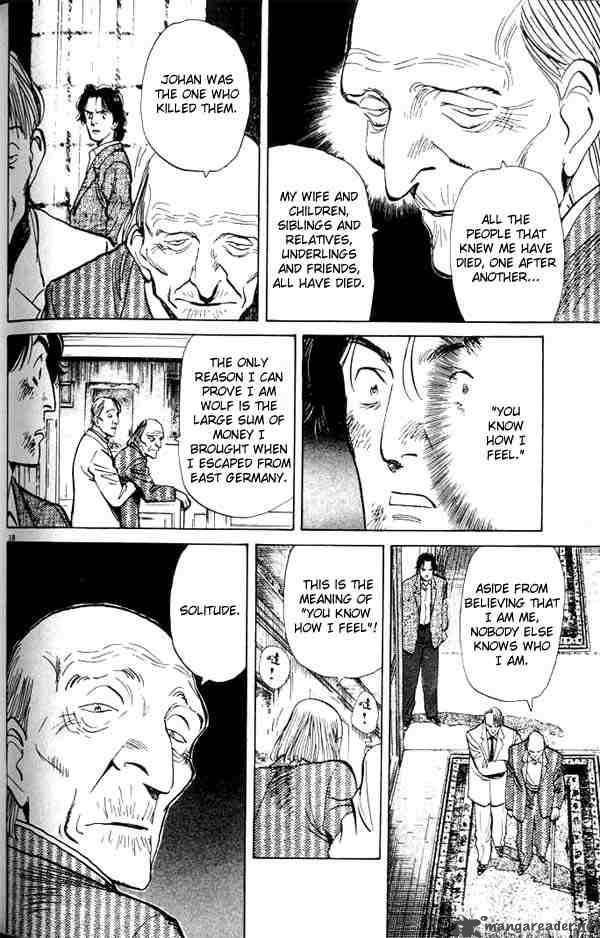 ALL
THE
PEOPLE THAT
KNEW ME HAVE
DIED, ONE AFTER
ANOTHER...
MY WIFE AND
CHILDREN,
SIBLINGS AND
RELATIVES,
UNDERLINGS
AND FRIENDS,
ALL HAVE DIED.
JOHAN WAS
THE ONE WHO
KILLED THEM.
"YOU
KNOW
HOW I
FEEL."
THE ONLY
REASON I CAN
PROVE I AM
WOLF IS THE
LARGE SUM OF
MONEY I
BROUGHT WHEN
I ESCAPED FROM
EAST GERMANY.
18
ASIDE FROM
BELIEVING THAT
I AM ME,
NOBODY ELSE
KNOWS WHO
I AM.
THIS IS THE
MEANING OF
"YOU KNOW
HOW I FEEL"!
SOLITUDE.
mangareader.net